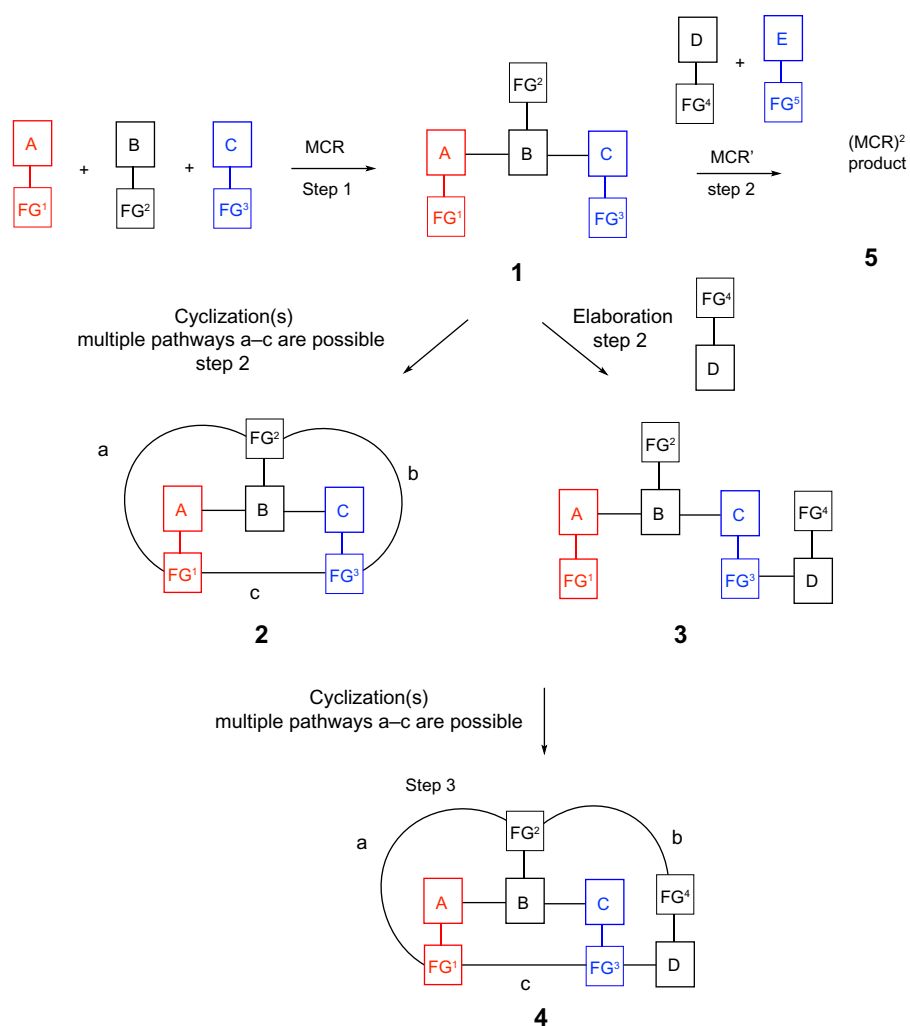 A
+
B
+
C
FG¹
FG²
FG³
MCR
Step 1
FG²
A
B
C
FG¹
FG³
1
D
+
E
FG⁴
FG⁵
MCR’
step 2
(MCR)²
product
5
Cyclization(s)
multiple pathways a–c are possible
step 2
Elaboration
step 2
FG⁴
D
a
FG²
b
A
B
C
FG¹
FG³
c
2
FG²
A
B
C
FG⁴
FG¹
FG³
D
3
Cyclization(s)
multiple pathways a–c are possible
Step 3
a
FG²
b
A
B
C
FG⁴
FG¹
FG³
D
c
4